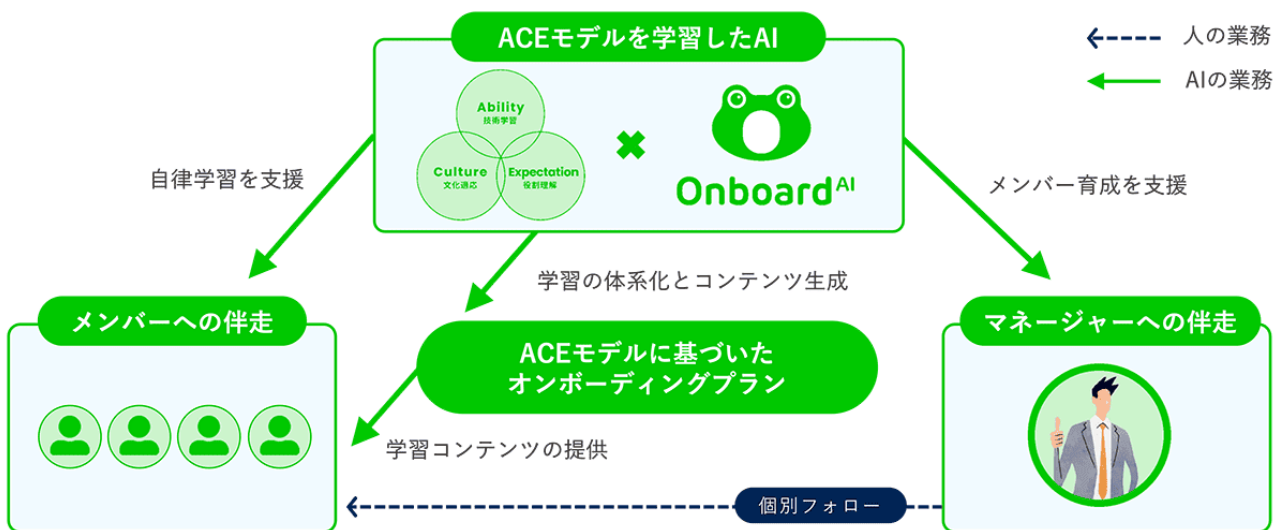 ACEモデルを学習したAI
人の業務
AIの業務
Ability
技術学習
Culture
文化適応
Expectation
役割理解
OnboardAI
自律学習を支援
メンバー育成を支援
学習の体系化とコンテンツ生成
メンバーへの伴走
マネージャーへの伴走
ACEモデルに基づいた
オンボーディングプラン
学習コンテンツの提供
個別フォロー